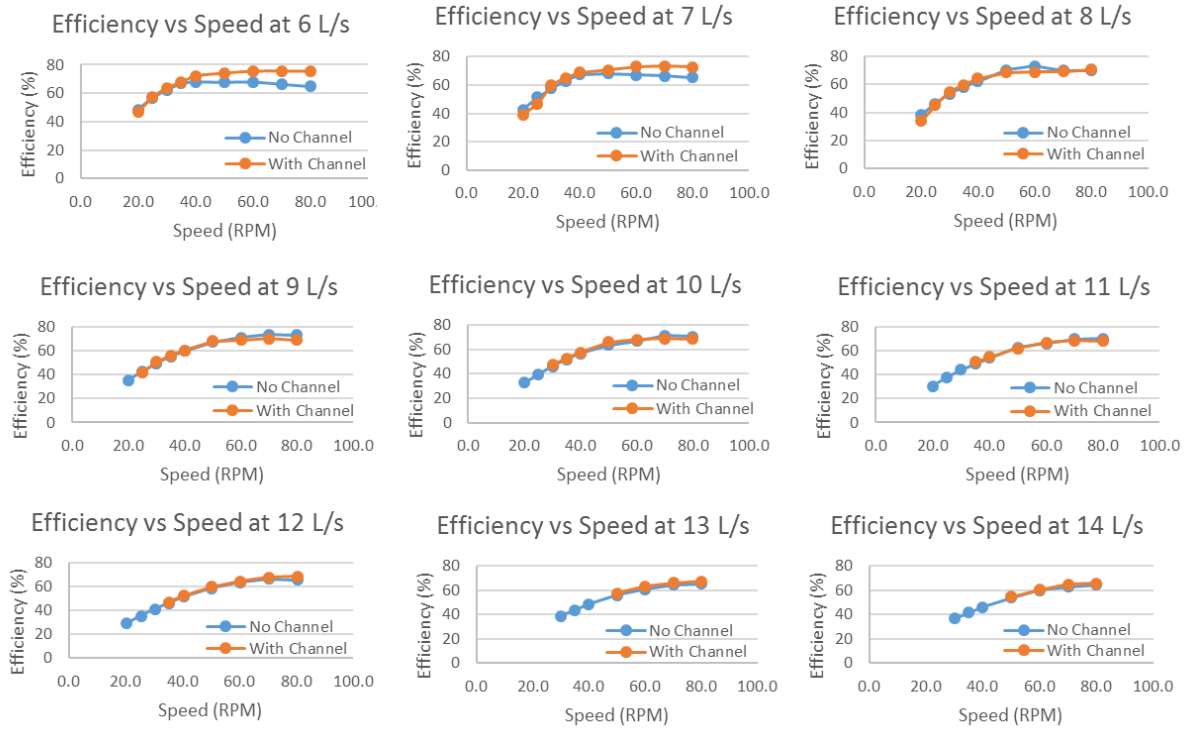 Efficiency vs Speed at 6 L/s
Efficiency (%)
80
60
40
20
0
No Channel
With Channel
0.0 20.0 40.0 60.0 80.0 100.
Speed (RPM)
Efficiency vs Speed at 7 L/s
Efficiency (%)
80
60
40
20
0
No Channel
With Channel
0.0 20.0 40.0 60.0 80.0 100.0
Speed (RPM)
Efficiency vs Speed at 8 L/s
Efficiency (%)
80
60
40
20
0
No Channel
With Channel
0.0 20.0 40.0 60.0 80.0 100.0
Speed (RPM)
Efficiency vs Speed at 9 L/s
Efficiency (%)
80
60
40
20
0
No Channel
With Channel
0.0 20.0 40.0 60.0 80.0 100.0
Speed (RPM)
Efficiency vs Speed at 10 L/s
Efficiency (%)
80
60
40
20
0
No Channel
With Channel
0.0 20.0 40.0 60.0 80.0 100.0
Speed (RPM)
Efficiency vs Speed at 11 L/s
Efficiency (%)
80
60
40
20
0
No Channel
With Channel
0.0 20.0 40.0 60.0 80.0 100.0
Speed (RPM)
Efficiency vs Speed at 12 L/s
Efficiency (%)
80
60
40
20
0
No Channel
With Channel
0.0 20.0 40.0 60.0 80.0 100.0
Speed (RPM)
Efficiency vs Speed at 13 L/s
Efficiency (%)
80
60
40
20
0
No Channel
With Channel
0.0 20.0 40.0 60.0 80.0 100.0
Speed (RPM)
Efficiency vs Speed at 14 L/s
Efficiency (%)
80
60
40
20
0
No Channel
With Channel
0.0 20.0 40.0 60.0 80.0 100.0
Speed (RPM)